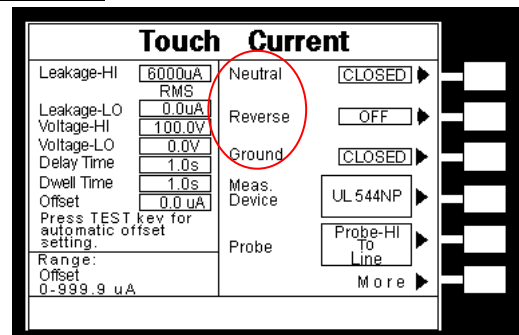 Touch Current
Leakage-HI 6000uA
RMS
Leakage-LO 0.0uA
Voltage-HI 100.0V
Voltage-LO 0.0V
Delay Time 1.0s
Dwell Time 1.0s
Offset 0.0 uA
Press TEST key for
automatic offset
setting.
Range:
Offset
0-999.9 uA
Neutral CLOSED
Reverse OFF
Ground CLOSED
Meas.
Device UL 544NP
Probe Probe-HI
To
Line
More